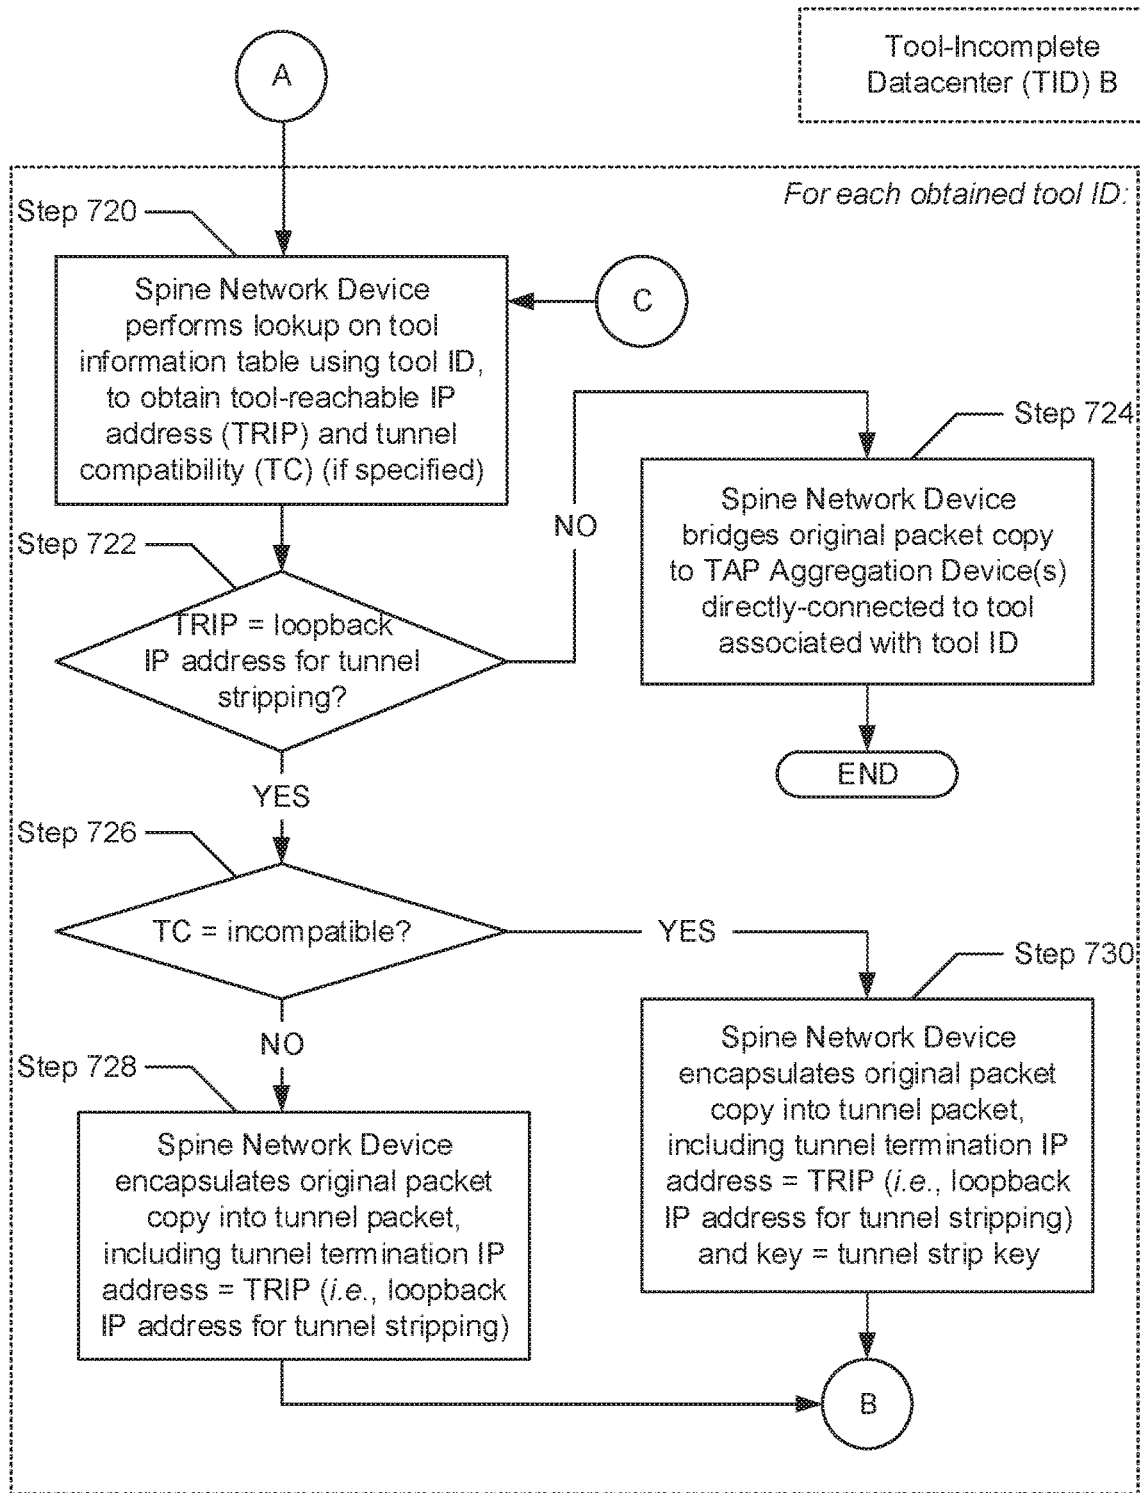 A
Tool-Incomplete
Datacenter (TID) B
For each obtained tool ID:
Step 720
Spine Network Device
performs lookup on tool
information table using tool ID,
to obtain tool-reachable IP
address (TRIP) and tunnel
compatibility (TC) (if specified)
C
Step 722
TRIP = loopback
IP address for tunnel
stripping?
NO
Step 724
Spine Network Device
bridges original packet copy
to TAP Aggregation Device(s)
directly-connected to tool
associated with tool ID
END
YES
Step 726
TC = incompatible?
YES
Step 730
Spine Network Device
encapsulates original packet
copy into tunnel packet,
including tunnel termination IP
address = TRIP (i.e., loopback
IP address for tunnel stripping)
and key = tunnel strip key
NO
Step 728
Spine Network Device
encapsulates original packet
copy into tunnel packet,
including tunnel termination IP
address = TRIP (i.e., loopback
IP address for tunnel stripping)
B